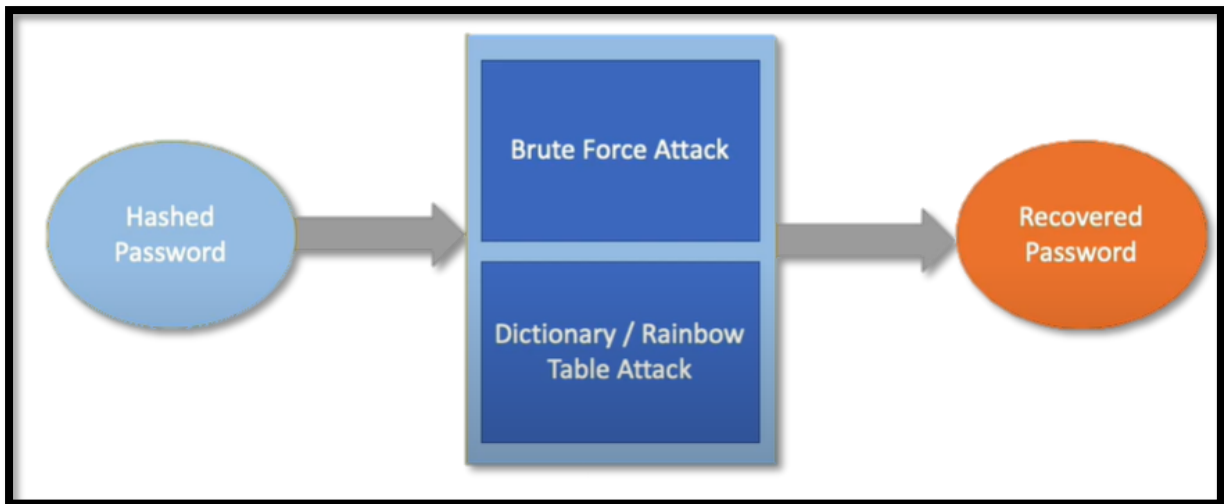 Hashed
Password
Brute Force Attack
Dictionary / Rainbow
Table Attack
Recovered
Password